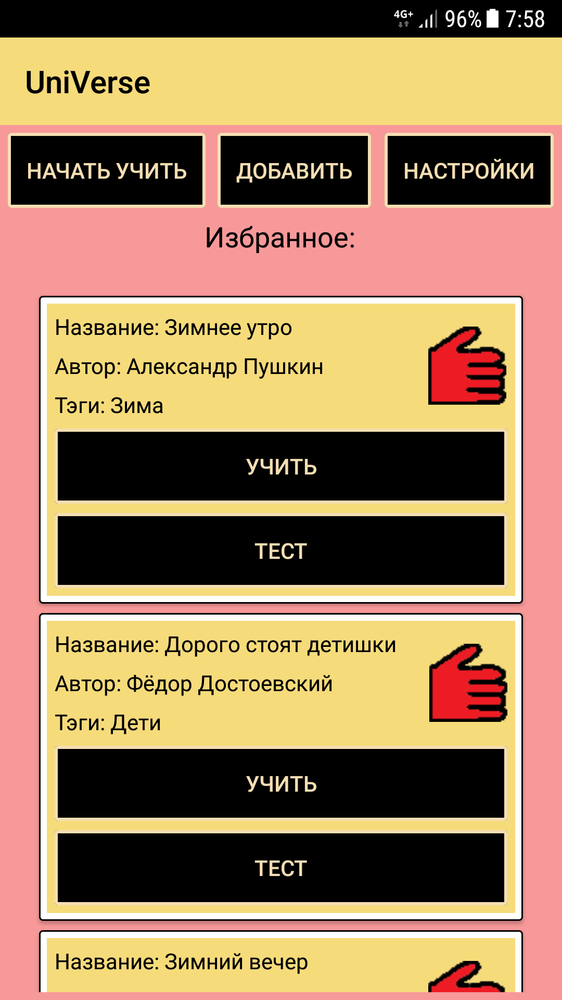 4G+ 96% 7:58
UniVerse
НАЧАТЬ УЧИТЬ ДОБАВИТЬ НАСТРОЙКИ
Избранное:
Название: Зимнее утро
Автор: Александр Пушкин
Тэги: Зима
УЧИТЬ
ТЕСТ
Название: Дорого стоят детишки
Автор: Фёдор Достоевский
Тэги: Дети
УЧИТЬ
ТЕСТ
Название: Зимний вечер